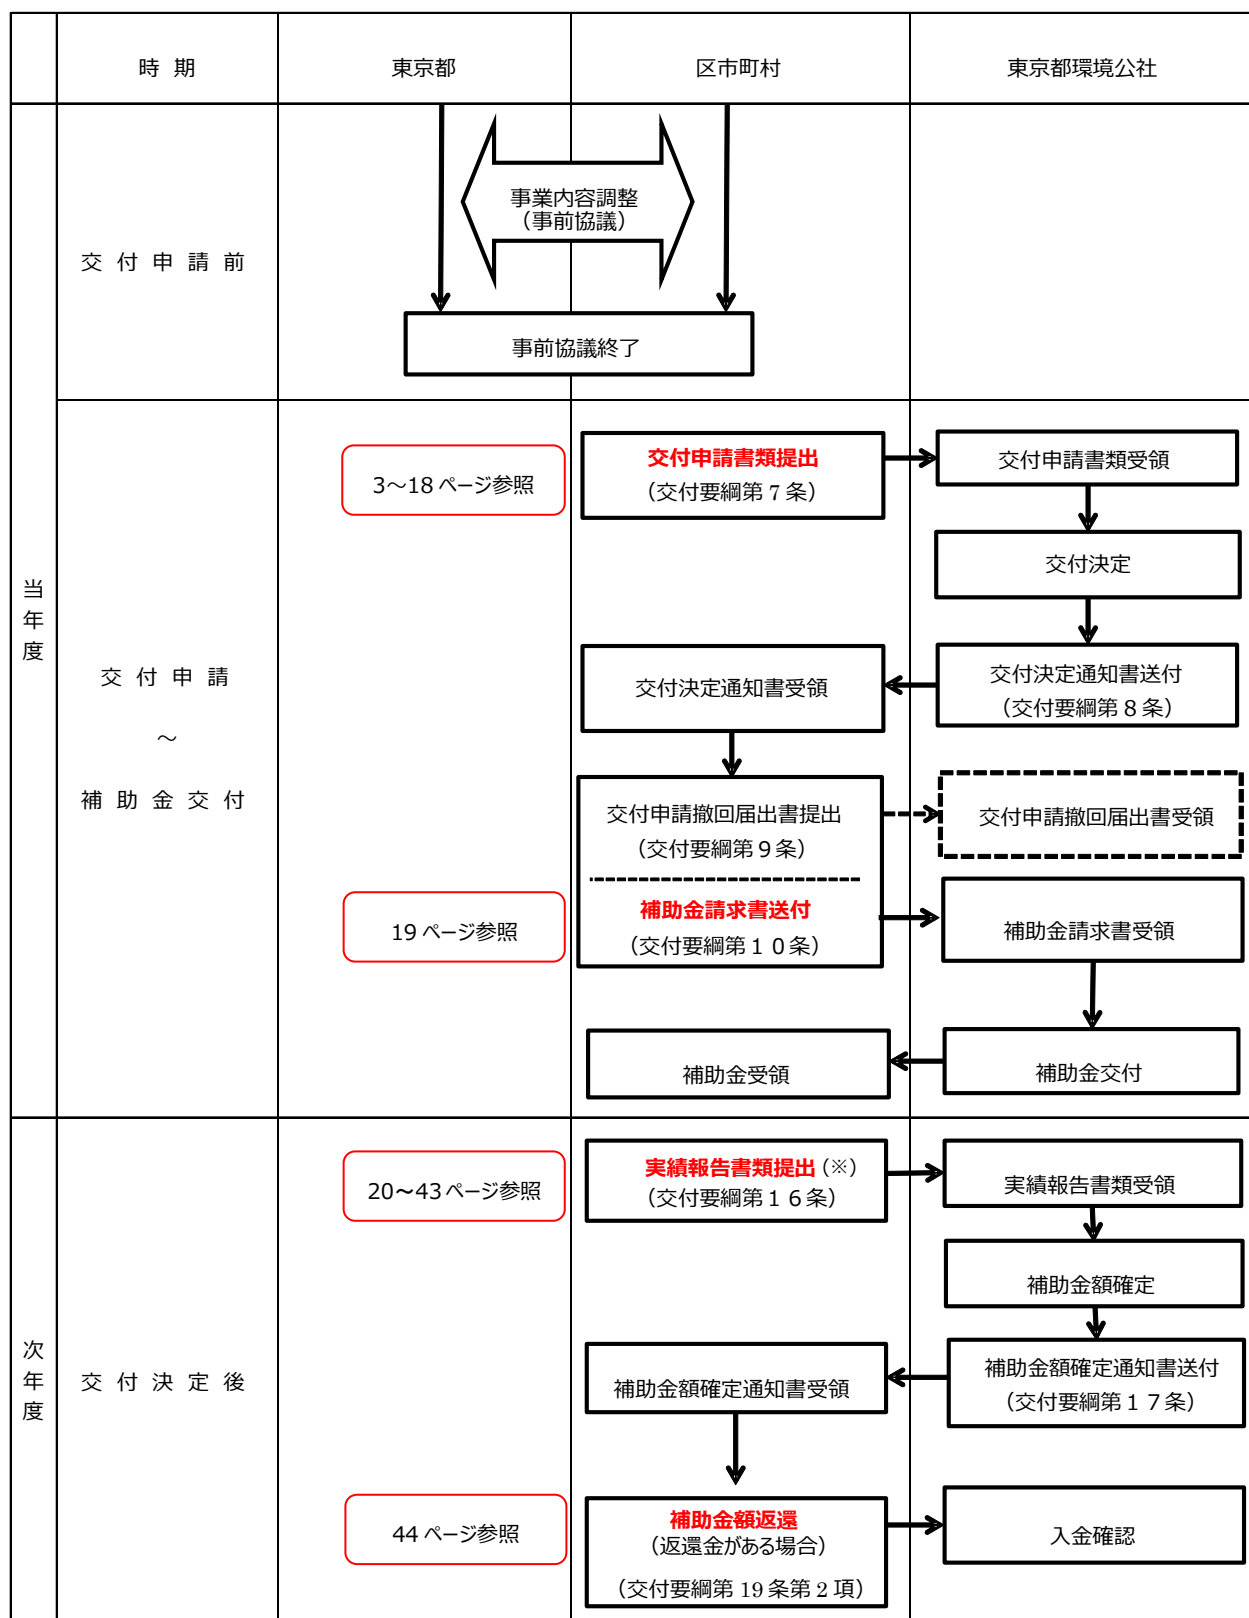 時 期
東京都
区市町村
東京都環境公社
当年度
交 付 申 請 前
事業内容調整
（事前協議）
事前協議終了
交 付 申 請
～
補 助 金 交 付
3～18 ページ参照
交付申請書類提出
（交付要綱第 7 条）
交付申請書類受領
交付決定
交付決定通知書送付
（交付要綱第８条）
交付決定通知書受領
交付申請撤回届出書提出
（交付要綱第９条）
交付申請撤回届出書受領
19 ページ参照
補助金請求書送付
（交付要綱第１０条）
補助金請求書受領
補助金交付
補助金受領
次年度
交 付 決 定 後
20～43 ページ参照
実績報告書類提出（※）
（交付要綱第１６条）
実績報告書類受領
補助金額確定
補助金額確定通知書送付
（交付要綱第１７条）
補助金額確定通知書受領
44 ページ参照
補助金額返還
（返還金がある場合）
（交付要綱第 19 条第 2 項）
入金確認